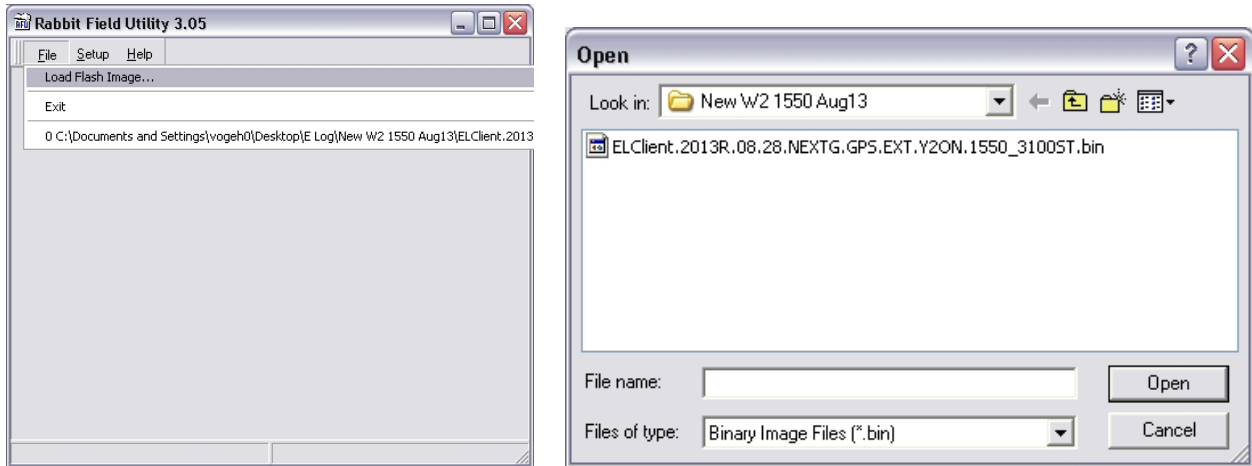 Rabbit Field Utility 3.05
File Setup Help
Load Flash Image...
Exit
0 C:\Documents and Settings\vogeh0\Desktop\E Log\New W2 1550 Aug13\ELClient.2013
Open
Look in: New W2 1550 Aug13
ELClient.2013R.08.28.NEXTG.GPS.EXT.Y2ON.1550_3100ST.bin
File name:
Open
Files of type: Binary Image Files (*.bin)
Cancel